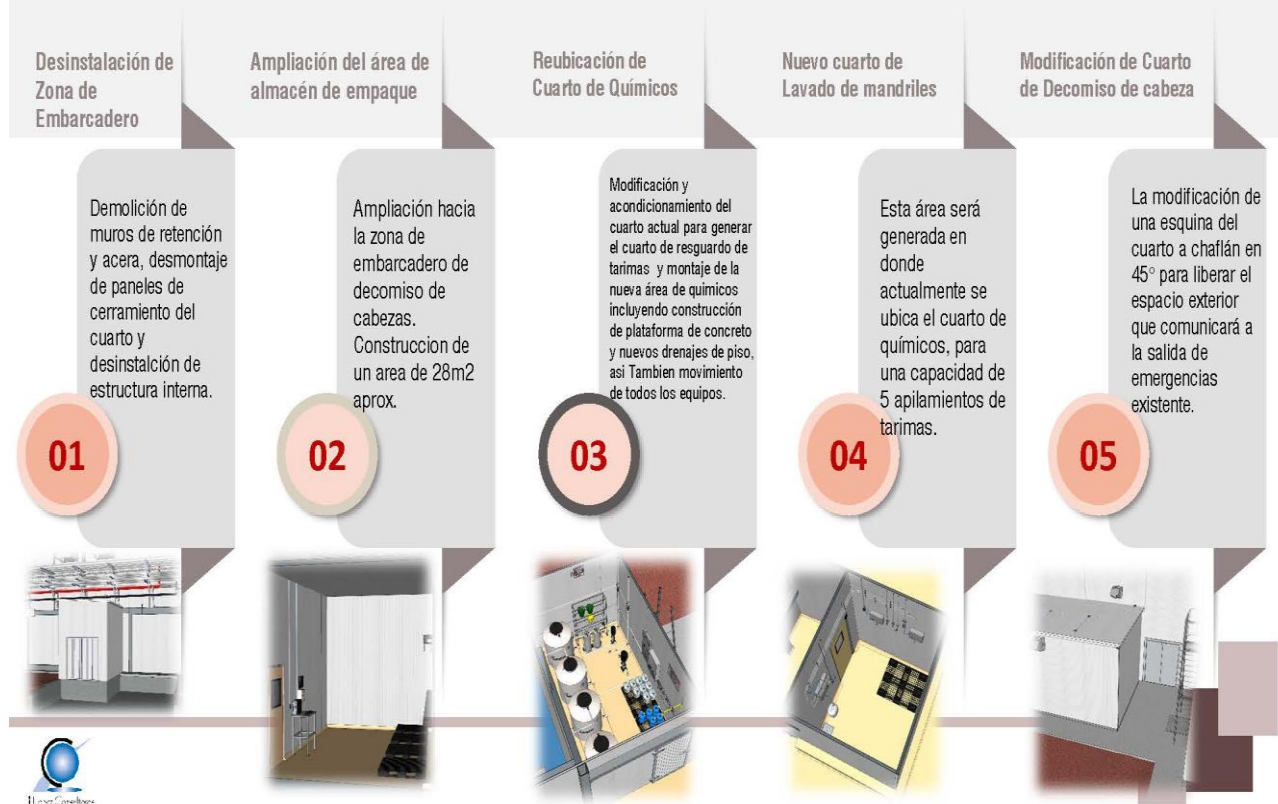 Desinstalación de
Zona de
Embarcadero
Demolición de
muros de retención
y acera, desmontaje
de paneles de
cerramiento del
cuarto y
desinstalción de
estructura interna.
01
Ampliación del área de
almacén de empaque
Ampliación hacia
la zona de
embarcadero de
decomiso de
cabezas.
Construccion de
un area de 28m2
aprox.
02
Reubicación de
Cuarto de Químicos
Modificación y
acondicionamiento del
cuarto actual para generar
el cuarto de resguardo de
tarimas y montaje de la
nueva área de quimicos
incluyendo construcción
de plataforma de concreto
y nuevos drenajes de piso,
asi Tambien movimiento
de todos los equipos.
03
Nuevo cuarto de
Lavado de mandriles
Esta área será
generada en
donde
actualmente se
ubica el cuarto de
químicos, para
una capacidad de
5 apilamientos de
tarimas.
04
Modificación de Cuarto
de Decomiso de cabeza
La modificación de
una esquina del
cuarto a chaflán en
45° para liberar el
espacio exterior
que comunicará a
la salida de
emergencias
existente.
05